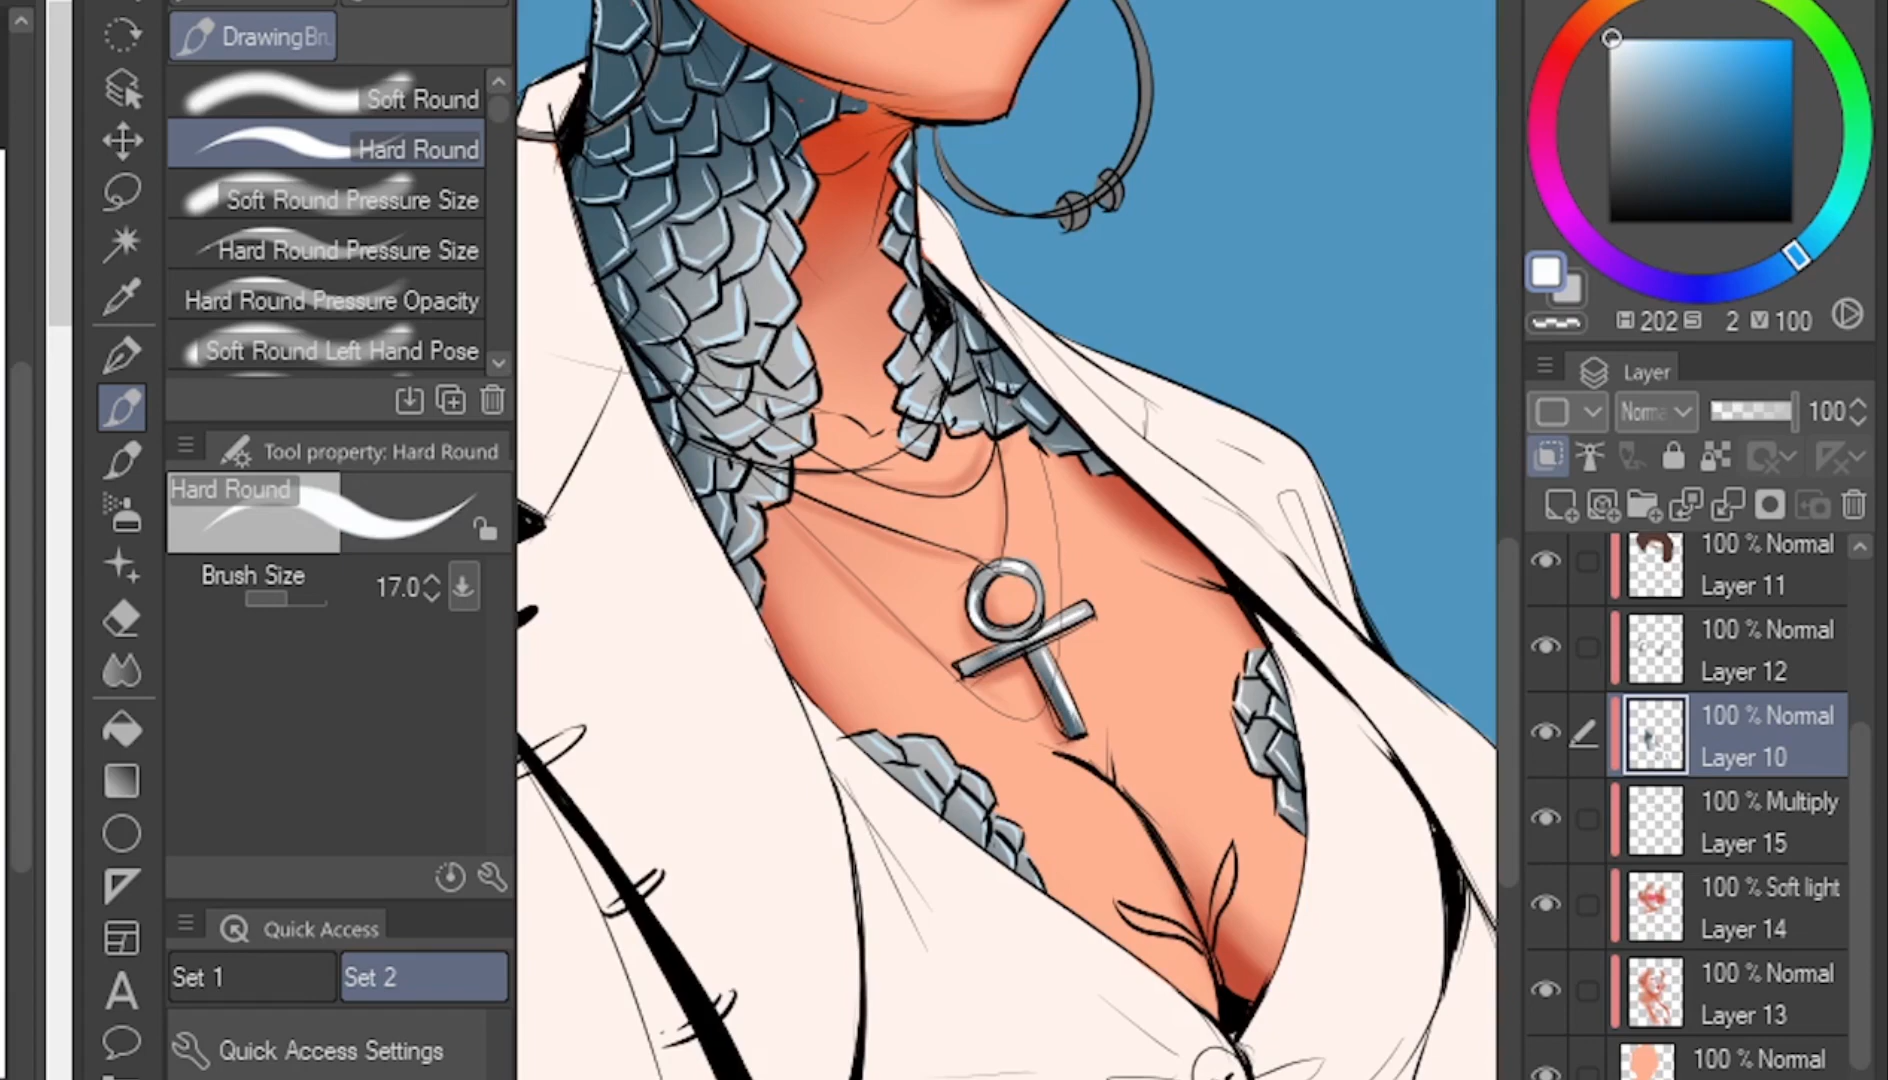 DrawingBru
Soft Round
Hard Round
Soft Round Pressure Size
Hard Round Pressure Size
Hard Round Pressure Opacity
Soft Round Left Hand Pose
Tool property: Hard Round
Hard Round
Brush Size 17.0
Quick Access
Set 1 Set 2
Quick Access Settings
H 202 S 2 V 100
Layer
Norma 100
100 % Normal
Layer 11
100 % Normal
Layer 12
100 % Normal
Layer 10
100 % Multiply
Layer 15
100 % Soft light
Layer 14
100 % Normal
Layer 13
100 % Normal